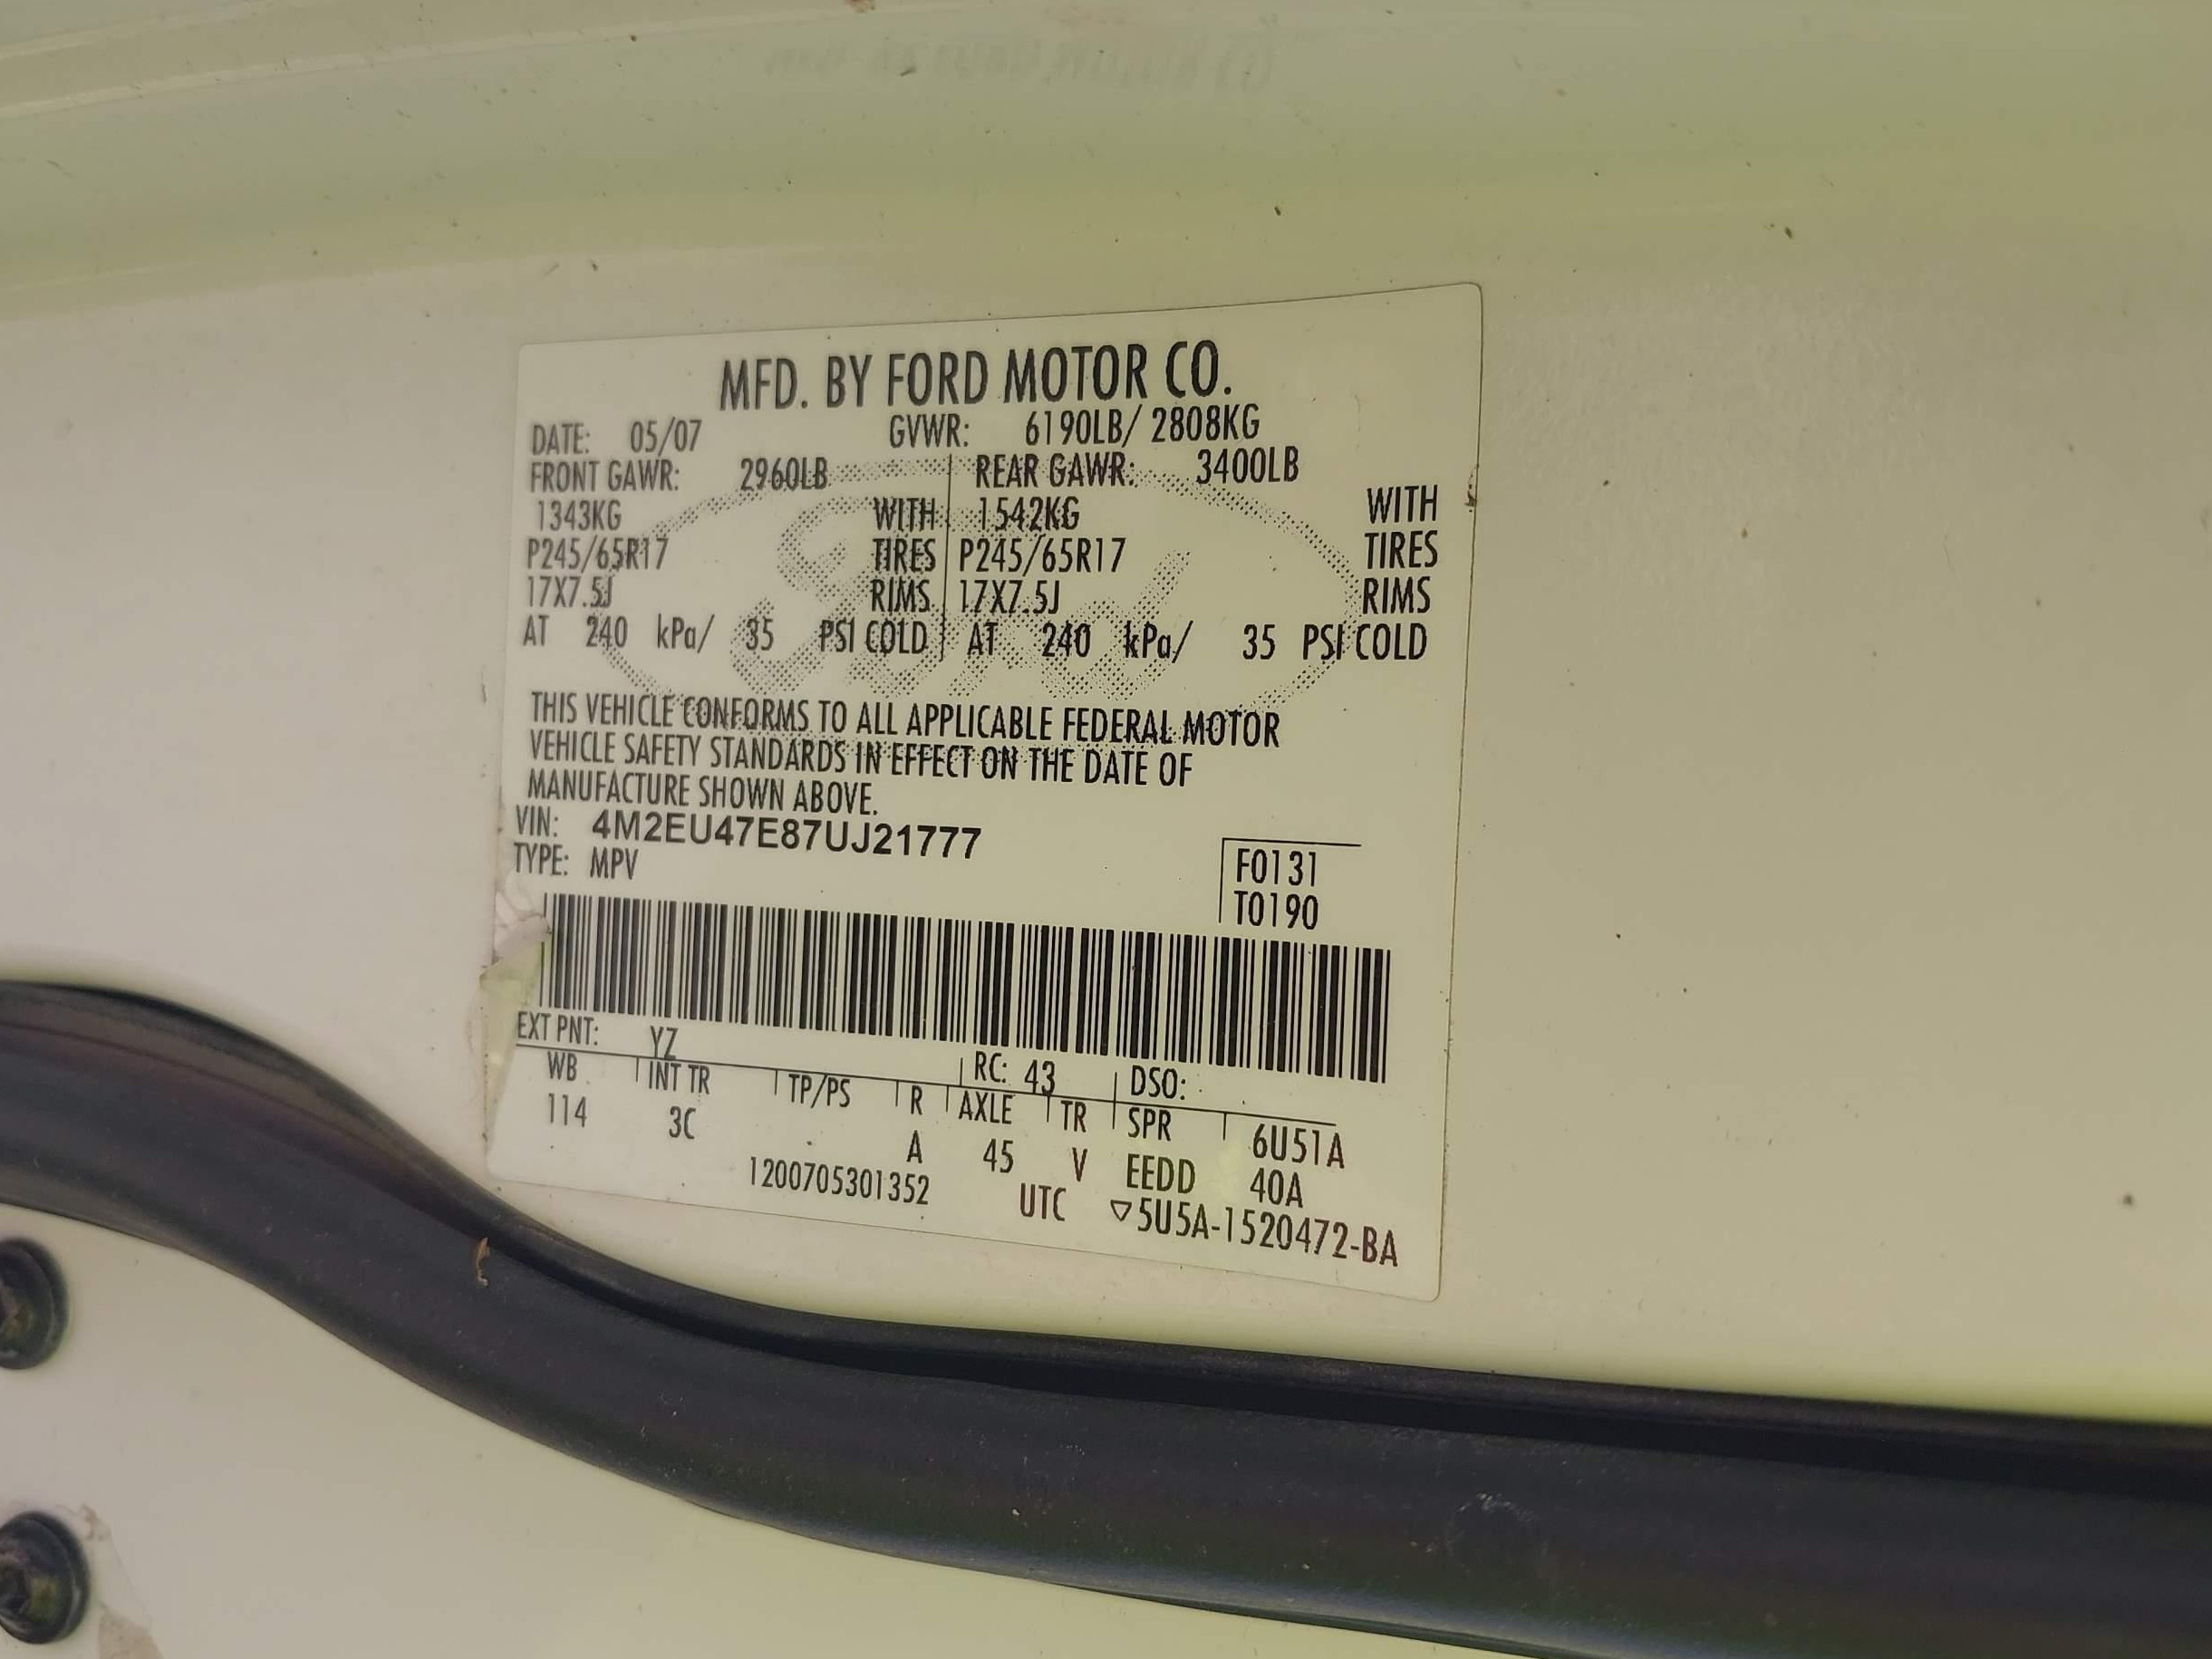 MFD. BY FORD MOTOR CO.
DATE: 05/07 GVWR: 6190LB/ 2808KG
FRONT GAWR: 2960LB REAR GAWR: 3400LB
1343KG WITH 1542KG WITH
P245/65R17 TIRES P245/65R17 TIRES
17X7.5J RIMS 17X7.5J RIMS
AT 240 kPa/ 35 PSI COLD AT 240 kPa/ 35 PSI COLD
Ford
THIS VEHICLE CONFORMS TO ALL APPLICABLE FEDERAL MOTOR
VEHICLE SAFETY STANDARDS IN EFFECT ON THE DATE OF
MANUFACTURE SHOWN ABOVE.
VIN: 4M2EU47E87UJ21777
TYPE: MPV
F0131
T0190
EXT PNT: YZ RC: 43 DSO:
WB INT TR TP/PS R AXLE TR SPR 6U51A
114 3C A 45 V EEDD 40A
1200705301352 UTC ▽5U5A-1520472-BA